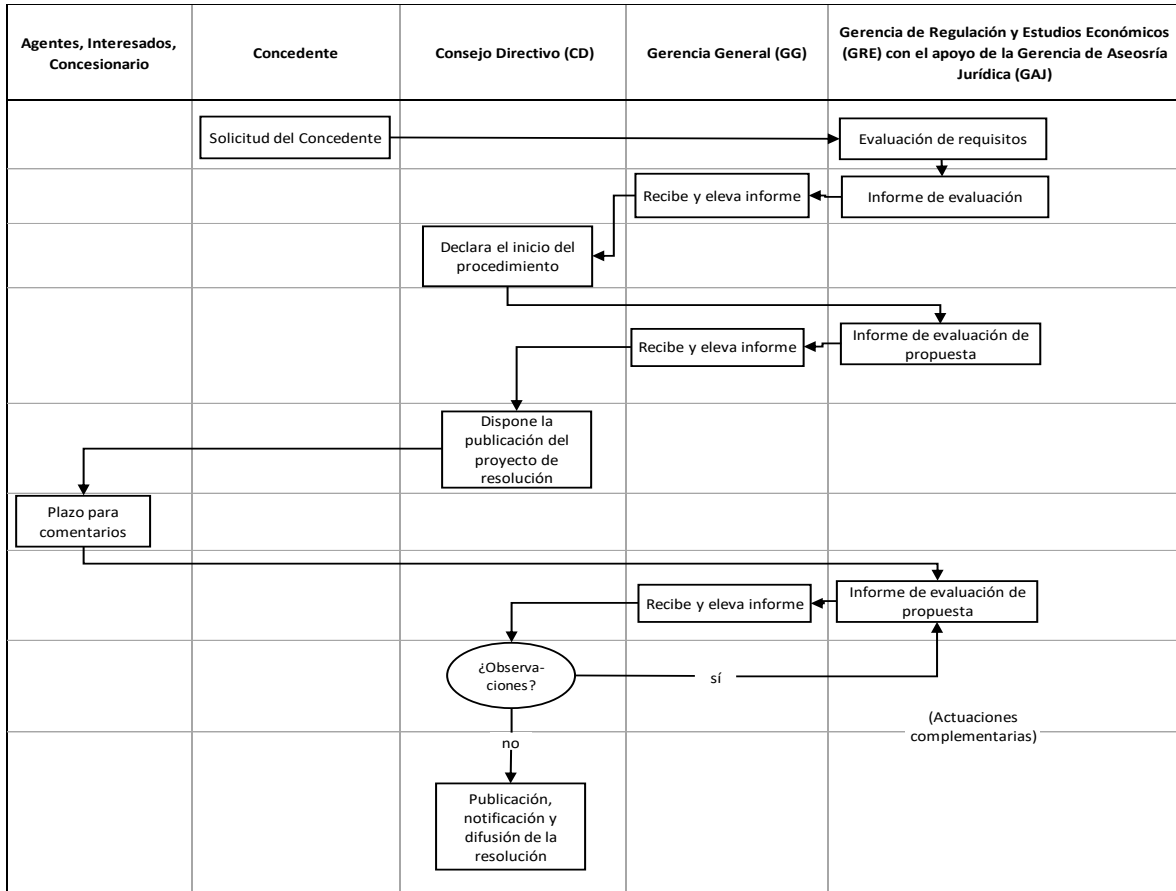 Agentes, Interesados,
Concesionario
Concedente
Consejo Directivo (CD)
Gerencia General (GG)
Gerencia de Regulación y Estudios Económicos
(GRE) con el apoyo de la Gerencia de Aseosría
Jurídica (GAJ)
Solicitud del Concedente
Evaluación de requisitos
Recibe y eleva informe
Informe de evaluación
Declara el inicio del
procedimiento
Recibe y eleva informe
Informe de evaluación de
propuesta
Dispone la
publicación del
proyecto de
resolución
Plazo para
comentarios
Recibe y eleva informe
Informe de evaluación de
propuesta
¿Observa-
ciones?
sí
(Actuaciones
complementarias)
no
Publicación,
notificación y
difusión de la
resolución